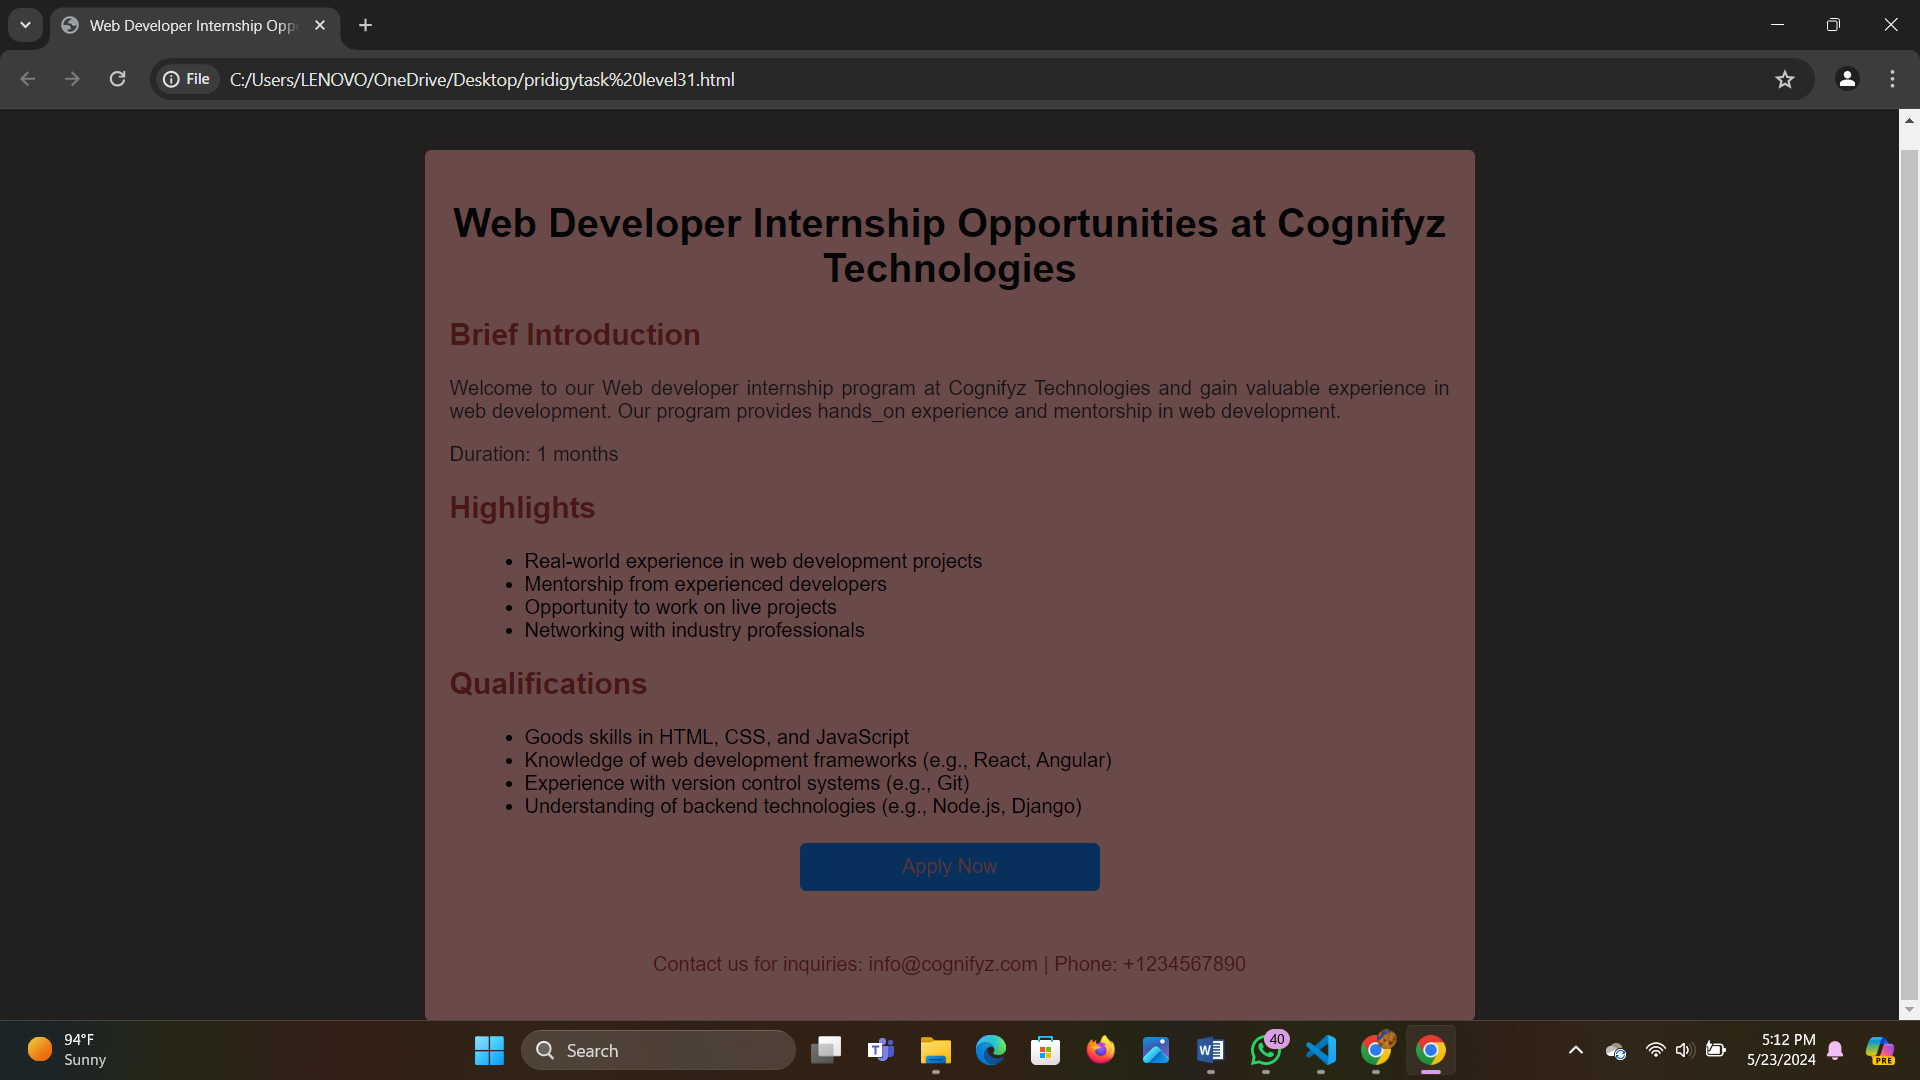 Web Developer Internship Opp
File
C:/Users/LENOVO/OneDrive/Desktop/pridigytask%20level31.html
Web Developer Internship Opportunities at Cognifyz
Technologies
Brief Introduction
Welcome to our Web developer internship program at Cognifyz Technologies and gain valuable experience in
web development. Our program provides hands_on experience and mentorship in web development.
Duration: 1 months
Highlights
• Real-world experience in web development projects
• Mentorship from experienced developers
• Opportunity to work on live projects
• Networking with industry professionals
Qualifications
• Goods skills in HTML, CSS, and JavaScript
• Knowledge of web development frameworks (e.g., React, Angular)
• Experience with version control systems (e.g., Git)
• Understanding of backend technologies (e.g., Node.js, Django)
Apply Now
Contact us for inquiries: info@cognifyz.com | Phone: +1234567890
94°F
Sunny
Search
40
5:12 PM
5/23/2024
PRE